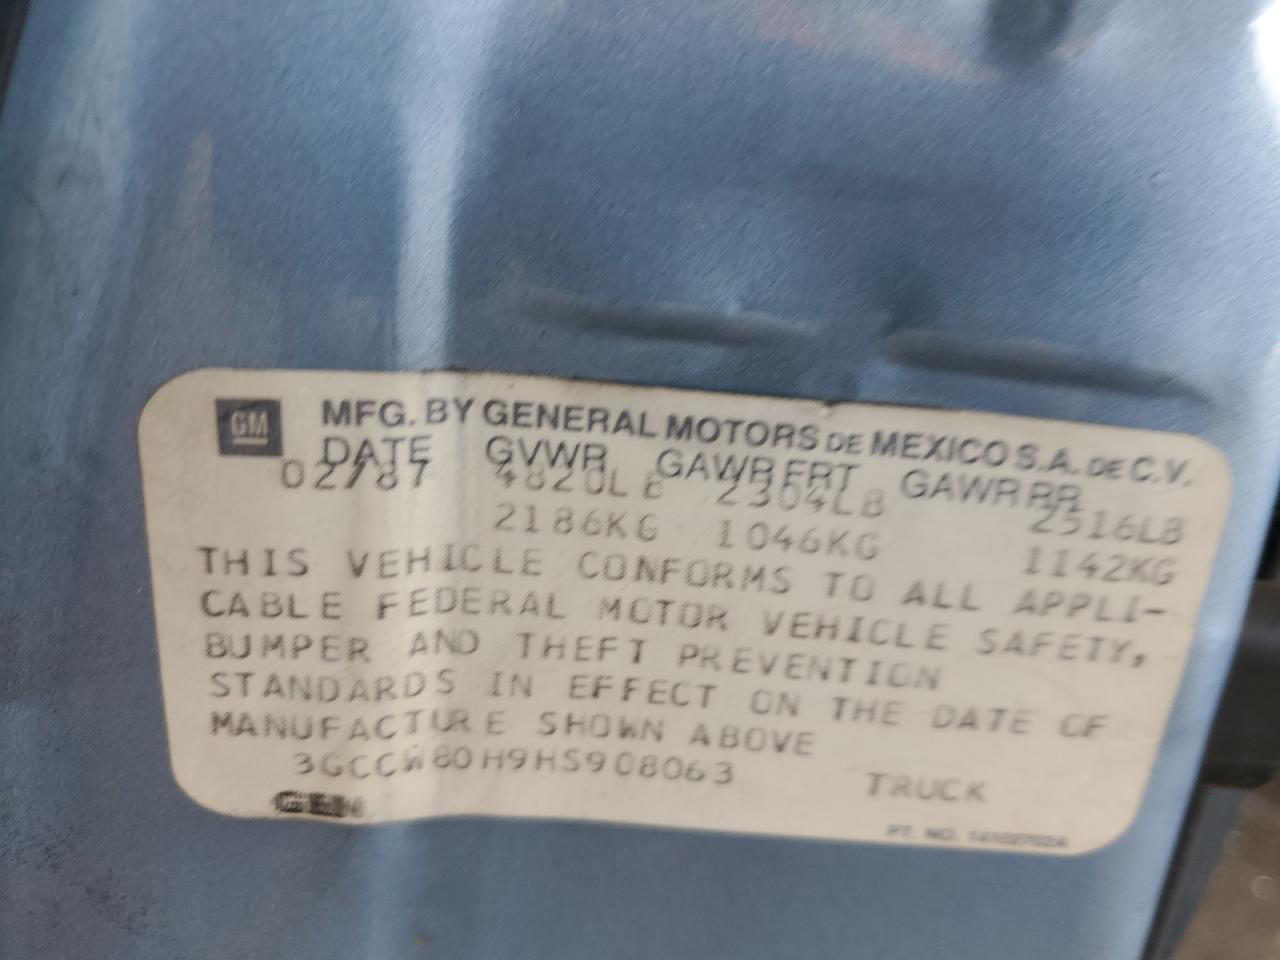 GM
MFG. BY GENERAL MOTORS DE MEXICO S.A. DE C.V.
DATE GVWR GAWR FRT GAWR RR
02/87 4820LB 2304LB 2516LB
2186KG 1046KG 1142KG
THIS VEHICLE CONFORMS TO ALL APPLI-
CABLE FEDERAL MOTOR VEHICLE SAFETY,
BUMPER AND THEFT PREVENTION
STANDARDS IN EFFECT ON THE DATE OF
MANUFACTURE SHOWN ABOVE
3GCCW80H9HS908063 TRUCK
PT. NO.